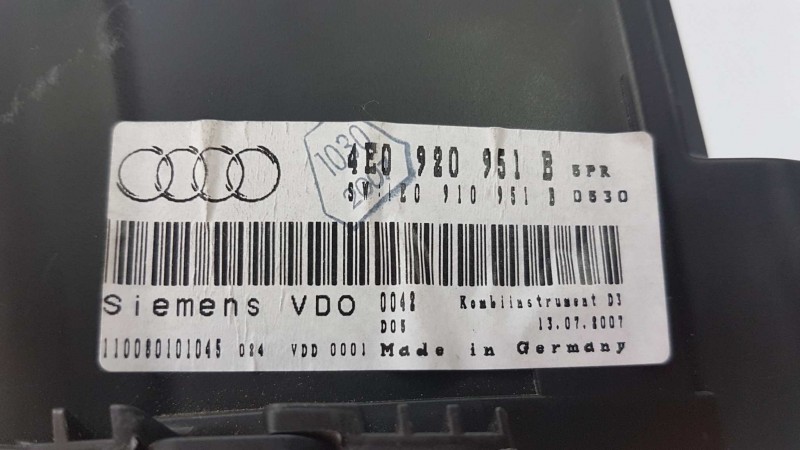 4E0 920 951 B 5PR
SW:4E0 910 951 B 0530
1030
Siemens VDO 0042 Kombiinstrument D3
D05 13.07.2007
110080101045 024 VDD 0001 Made in Germany